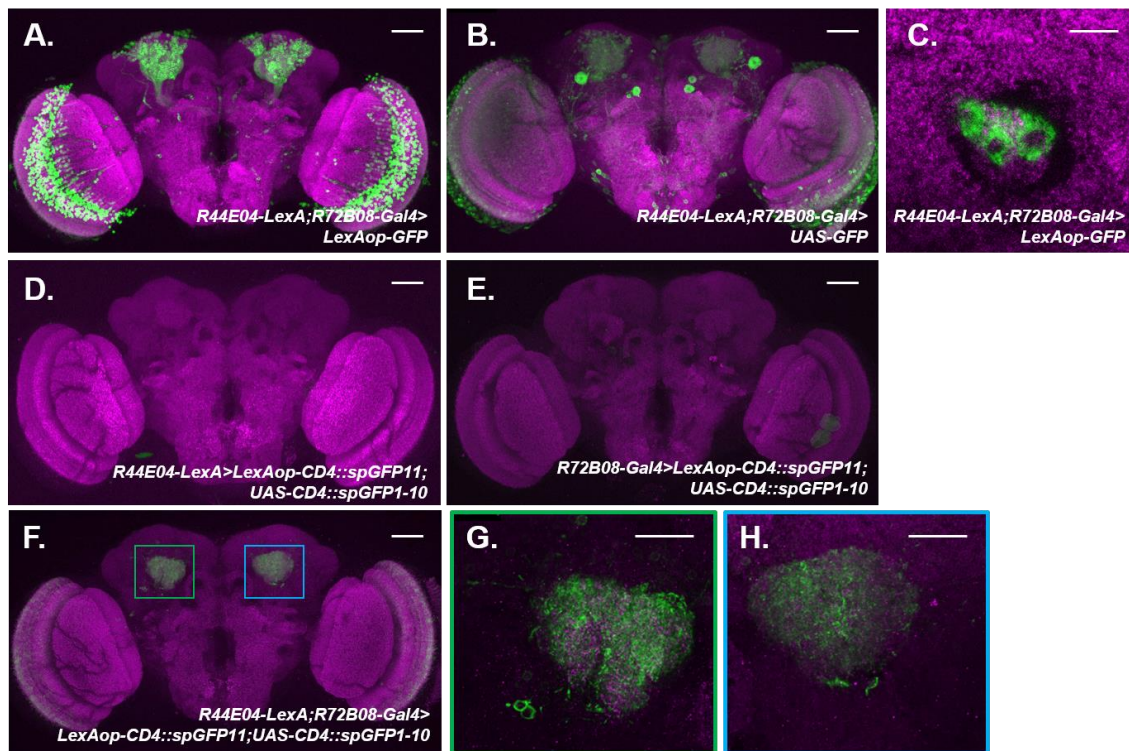 A.
R44E04-LexA;R72B08-Gal4>
LexAop-GFP
B.
R44E04-LexA;R72B08-Gal4>
UAS-GFP
C.
R44E04-LexA;R72B08-Gal4>
LexAop-GFP
D.
R44E04-LexA>LexAop-CD4::spGFP11;
UAS-CD4::spGFP1-10
E.
R72B08-Gal4>LexAop-CD4::spGFP11;
UAS-CD4::spGFP1-10
F.
R44E04-LexA;R72B08-Gal4>
LexAop-CD4::spGFP11;UAS-CD4::spGFP1-10
G.
H.